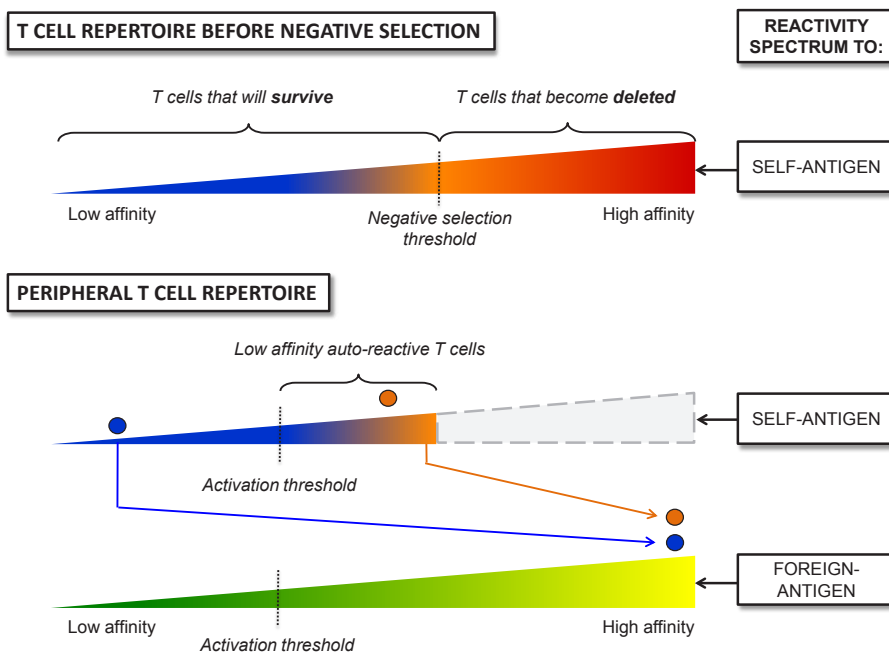 T CELL REPERTOIRE BEFORE NEGATIVE SELECTION
REACTIVITY
SPECTRUM TO:
T cells that will survive
T cells that become deleted
SELF-ANTIGEN
Low affinity
Negative selection
threshold
High affinity
PERIPHERAL T CELL REPERTOIRE
Low affinity auto-reactive T cells
SELF-ANTIGEN
Activation threshold
FOREIGN-
ANTIGEN
Low affinity
Activation threshold
High affinity